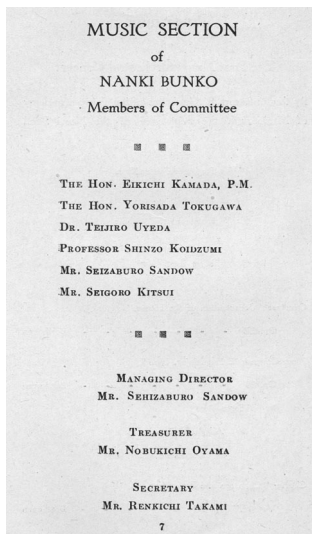 MUSIC SECTION
of
NANKI BUNKO
Members of Committee
THE HON. EIKICHI KAMADA, P.M.
THE HON. YORISADA TOKUGAWA
DR. TEIJIRO UYEDA
PROFESSOR SHINZO KOIDZUMI
MR. SEIZABURO SANDOW
MR. SEIGORO KITSUI
MANAGING DIRECTOR
MR. SEHIZABURO SANDOW
TREASURER
MR. NOBUKICHI OYAMA
SECRETARY
MR. RENKICHI TAKAMI
7